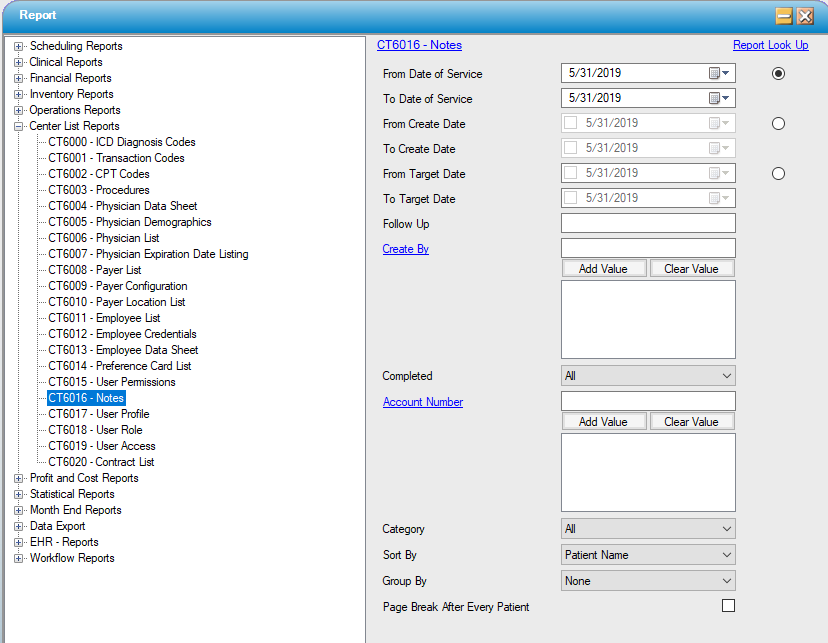 Report
Scheduling Reports
Clinical Reports
Financial Reports
Inventory Reports
Operations Reports
Center List Reports
CT6000 - ICD Diagnosis Codes
CT6001 - Transaction Codes
CT6002 - CPT Codes
CT6003 - Procedures
CT6004 - Physician Data Sheet
CT6005 - Physician Demographics
CT6006 - Physician List
CT6007 - Physician Expiration Date Listing
CT6008 - Payer List
CT6009 - Payer Configuration
CT6010 - Payer Location List
CT6011 - Employee List
CT6012 - Employee Credentials
CT6013 - Employee Data Sheet
CT6014 - Preference Card List
CT6015 - User Permissions
CT6016 - Notes
CT6017 - User Profile
CT6018 - User Role
CT6019 - User Access
CT6020 - Contract List
Profit and Cost Reports
Statistical Reports
Month End Reports
Data Export
EHR - Reports
Workflow Reports
CT6016 - Notes Report Look Up
From Date of Service 5/31/2019
To Date of Service 5/31/2019
From Create Date 5/31/2019
To Create Date 5/31/2019
From Target Date 5/31/2019
To Target Date 5/31/2019
Follow Up
Create By
Add Value Clear Value
Completed All
Account Number
Add Value Clear Value
Category All
Sort By Patient Name
Group By None
Page Break After Every Patient